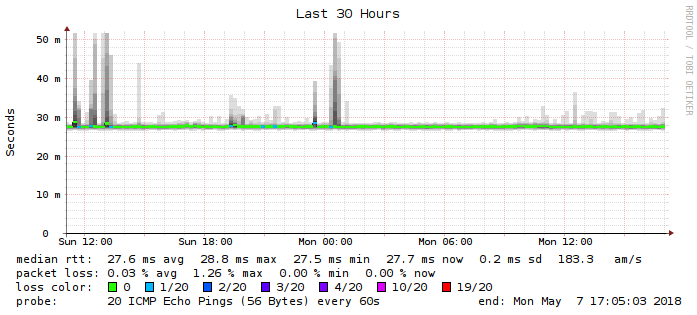 Last 30 Hours
RRDTOOL / TOBI OETIKER
Seconds
50 m
40 m
30 m
20 m
10 m
0
Sun 12:00 Sun 18:00 Mon 00:00 Mon 06:00 Mon 12:00
median rtt: 27.6 ms avg 28.8 ms max 27.5 ms min 27.7 ms now 0.2 ms sd 183.3 am/s
packet loss: 0.03 % avg 1.26 % max 0.00 % min 0.00 % now
loss color: 0 1/20 2/20 3/20 4/20 10/20 19/20
probe: 20 ICMP Echo Pings (56 Bytes) every 60s end: Mon May 7 17:05:03 2018